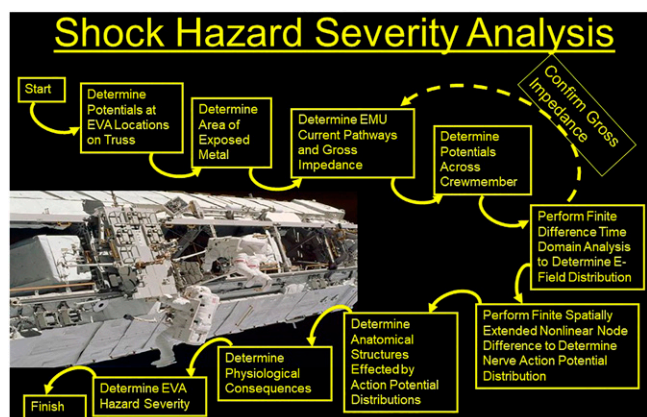 Shock Hazard Severity Analysis
Start
Determine
Potentials at
EVA Locations
on Truss
Determine
Area of
Exposed
Metal
Determine EMU
Current Pathways
and Gross
Impedance
Determine
Potentials
Across
Crewmember
Confirm Gross
Impedance
Perform Finite
Difference Time
Domain Analysis
to Determine E-
Field Distribution
Perform Finite Spatially
Extended Nonlinear Node
Difference to Determine
Nerve Action Potential
Distribution
Determine
Anatomical
Structures
Effected by
Action Potential
Distributions
Determine
Physiological
Consequences
Determine EVA
Hazard Severity
Finish